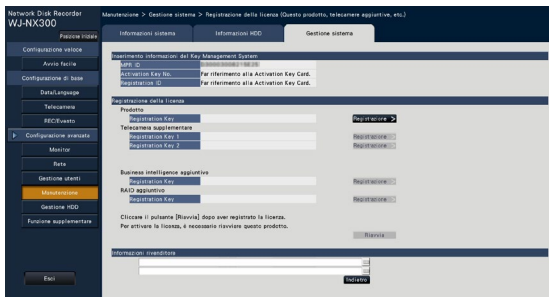 Network Disk Recorder
WJ-NX300
Manutenzione > Gestione sistema > Registrazione della licenza (Questo prodotto, telecamere aggiuntive, etc.)
Posizione iniziale
Informazioni sistema
Informazioni HDD
Gestione sistema
Configurazione veloce
Avvio facile
Configurazione di base
Data/Language
Telecamera
REC/Evento
Configurazione avanzata
Monitor
Rete
Gestione utenti
Manutenzione
Gestione HDD
Funzione supplementare
Esci
Inserimento informazioni del Key Management System
MPR ID
Activation Key No. Far riferimento alla Activation Key Card.
Registration ID Far riferimento alla Activation Key Card.
Registrazione della licenza
Prodotto
Registration Key Registrazione >
Telecamera supplementare
Registration Key 1 Registrazione
Registration Key 2 Registrazione
Business intelligence aggiuntivo
Registration Key Registrazione
RAID aggiuntivo
Registration Key Registrazione
Cliccare il pulsante [Riavvia] dopo aver registrato la licenza.
Per attivare la licenza, é necessario riavviare questo prodotto.
Riavvia
Informazioni rivenditore
Indietro